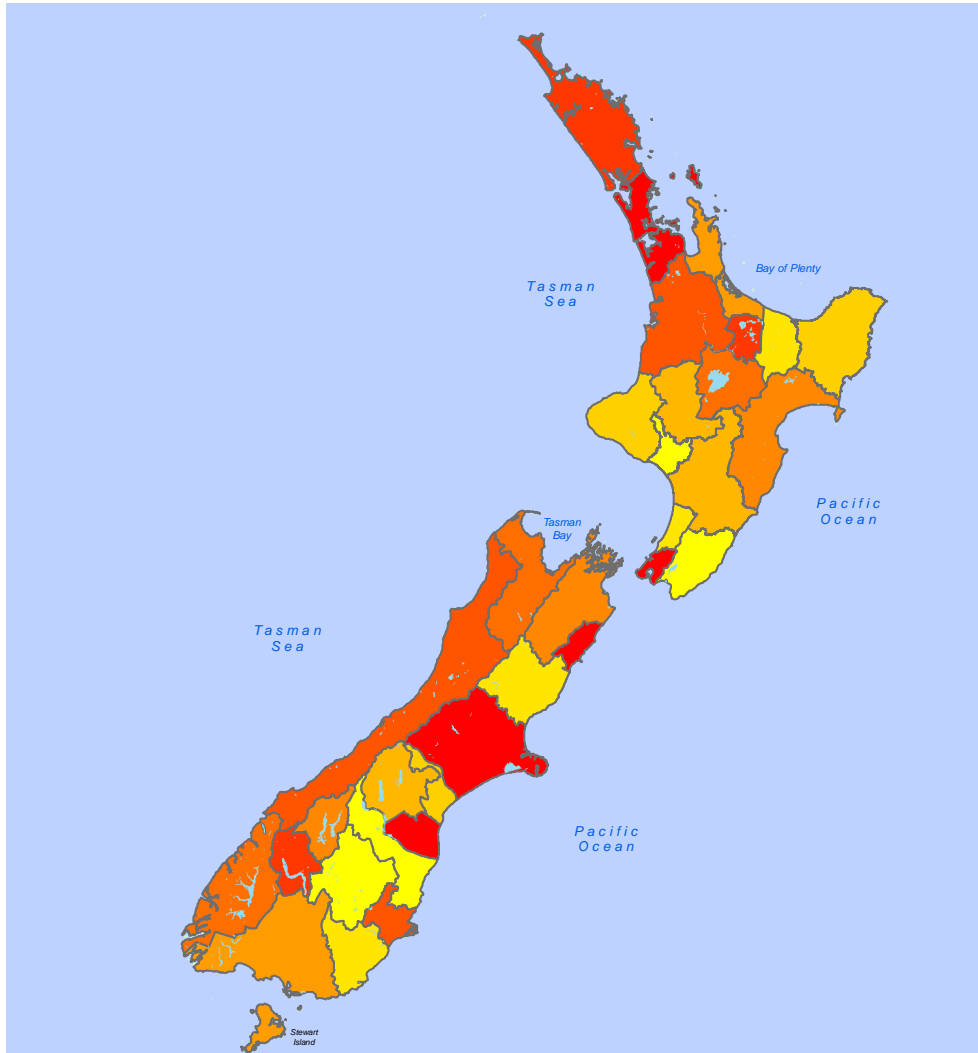 Bay of Plenty
Tasman
Sea
Pacific
Ocean
Tasman
Bay
Tasman
Sea
Pacific
Ocean
Stewart
Island